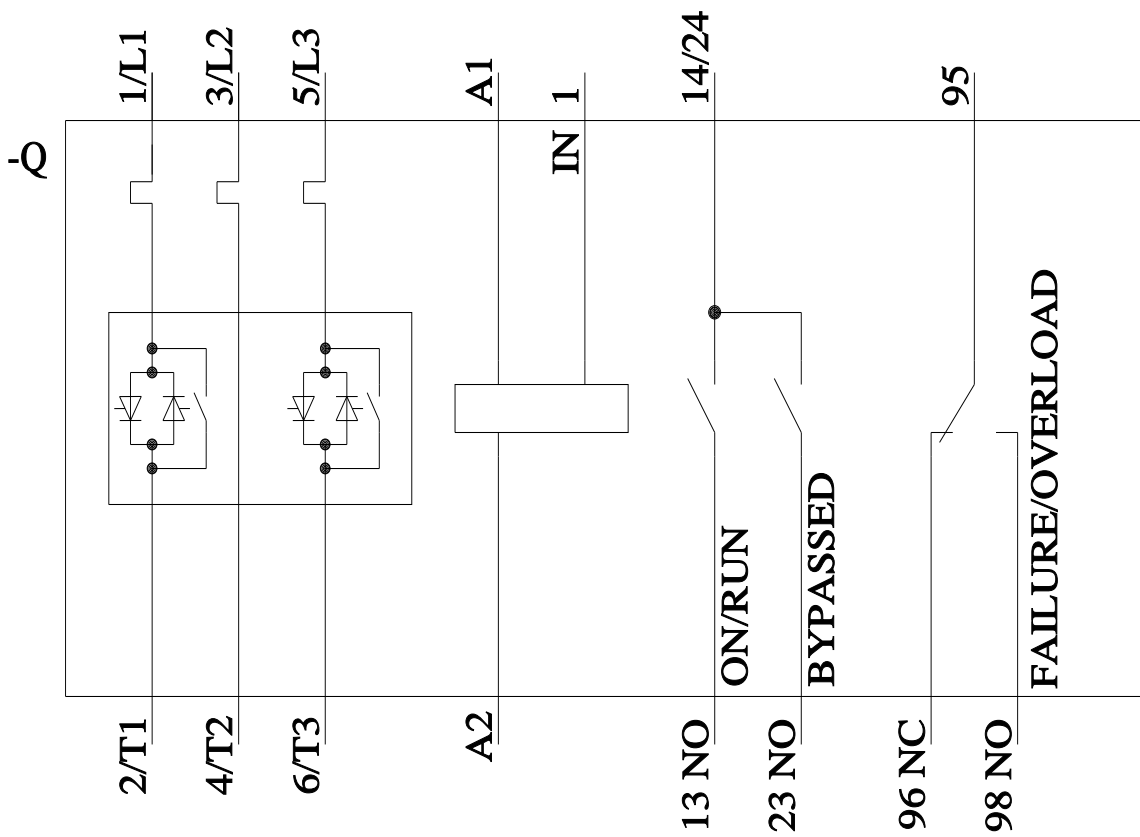 -Q
1/L1
3/L2
5/L3
A1
1
IN
14/24
95
ON/RUN
BYPASSED
FAILURE/OVERLOAD
2/T1
4/T2
6/T3
A2
13 NO
23 NO
96 NC
98 NO